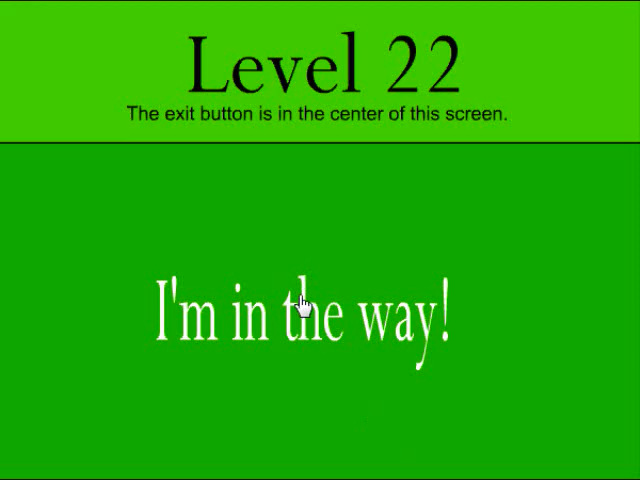 Level 22
The exit button is in the center of this screen.
I'm in the way!